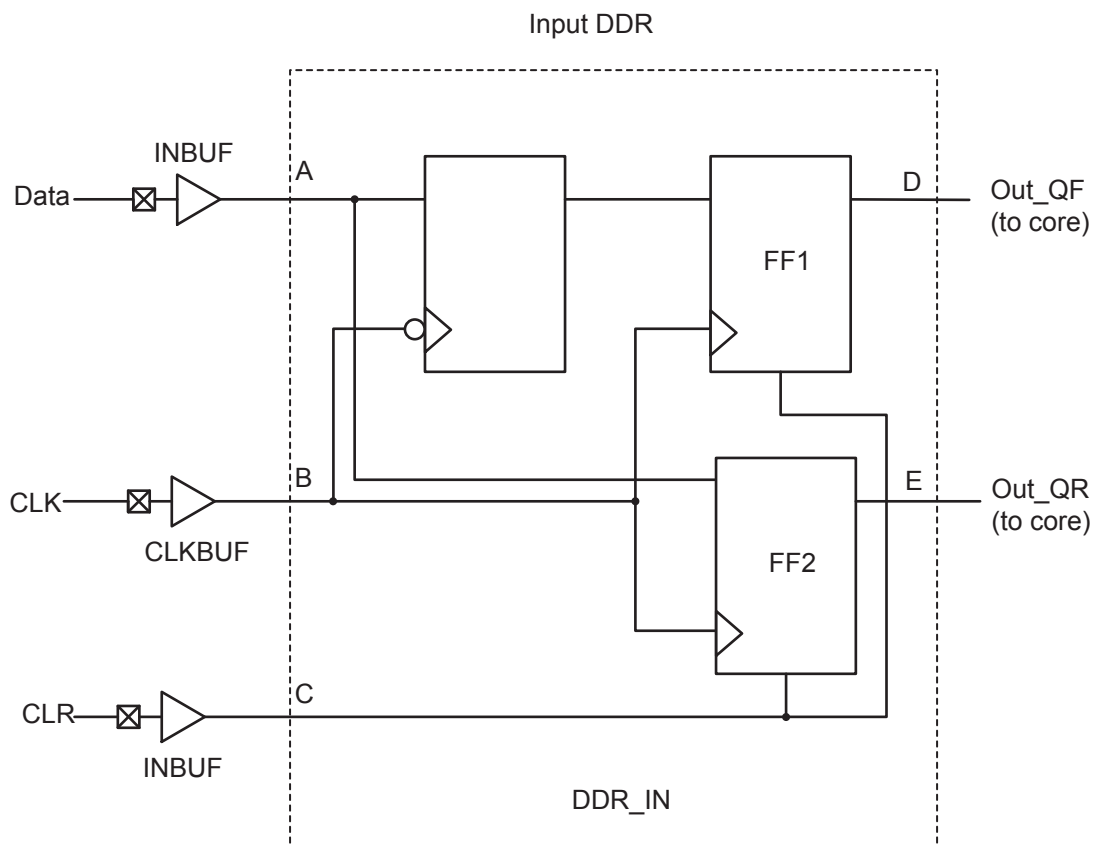 Input DDR
INBUF
A
Data
D
Out_QF
(to core)
FF1
B
CLK
CLKBUF
E
Out_QR
(to core)
FF2
C
CLR
INBUF
DDR_IN